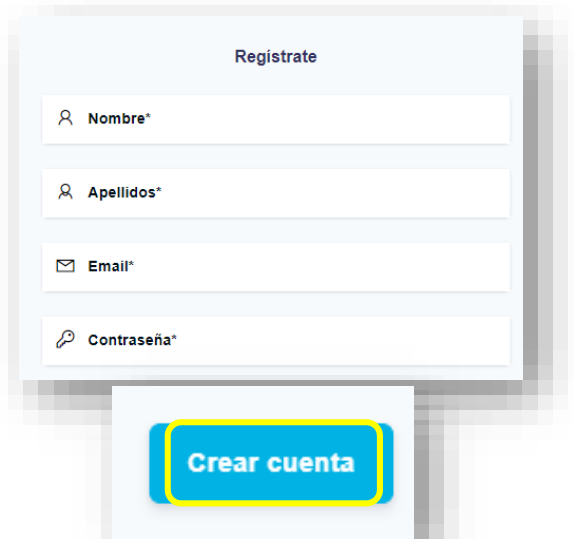 Regístrate
Nombre*
Apellidos*
Email*
Contraseña*
Crear cuenta